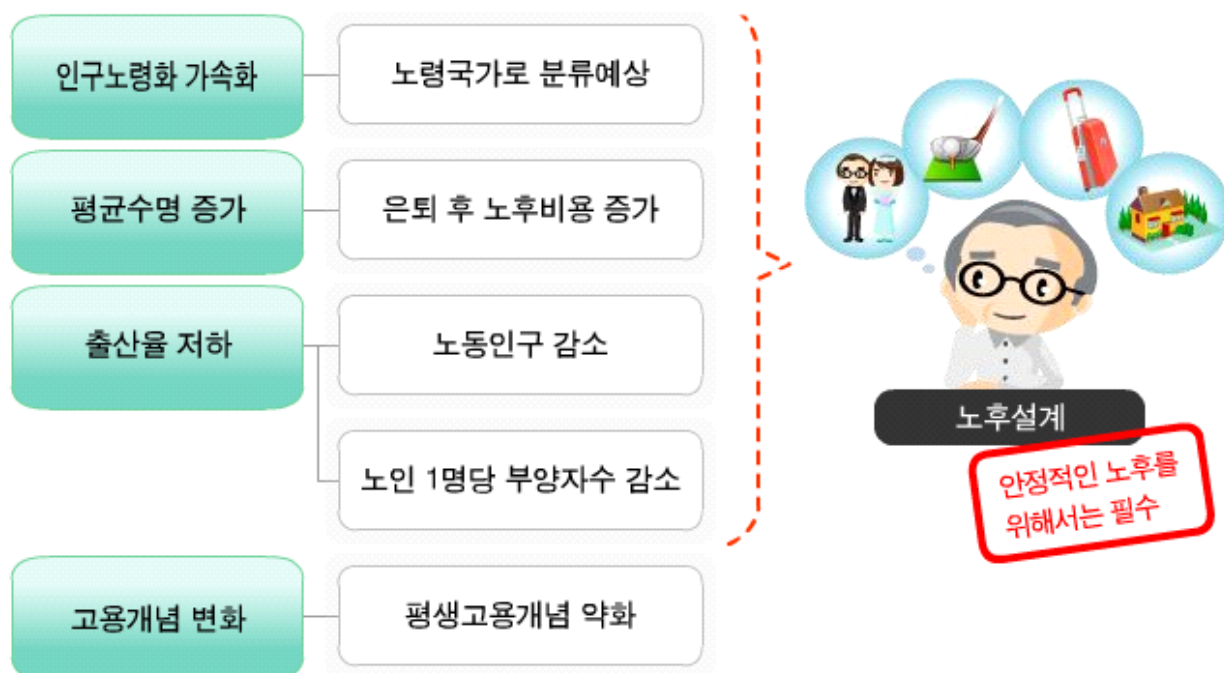 인구노령화 가속화
노령국가로 분류예상
평균수명 증가
은퇴 후 노후비용 증가
출산율 저하
노동인구 감소
노인 1명당 부양자수 감소
고용개념 변화
평생고용개념 약화
노후설계
안정적인 노후를
위해서는 필수